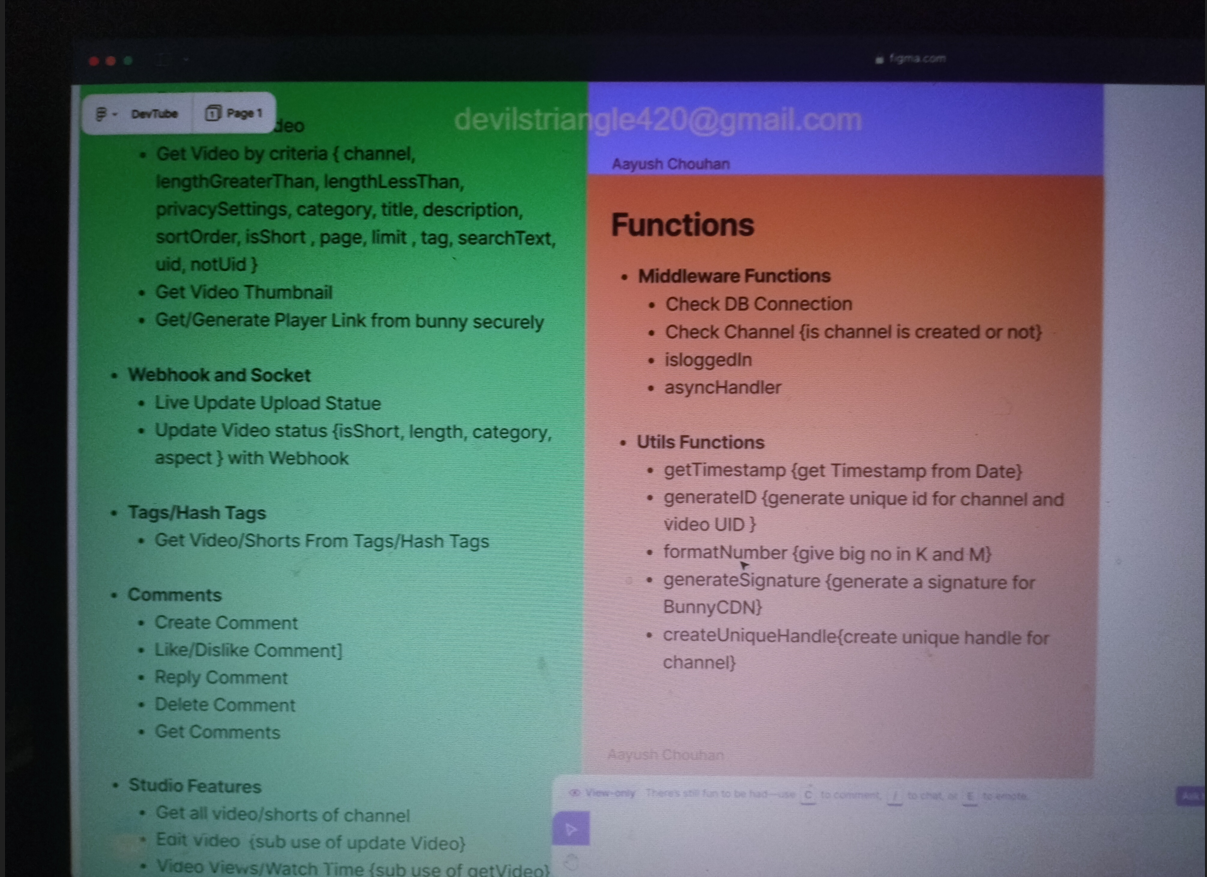 figma.com
DevTube
Page 1
devilstriangle420@gmail.com
deo
• Get Video by criteria { channel,
lengthGreaterThan, lengthLessThan,
privacySettings, category, title, description,
sortOrder, isShort , page, limit , tag, searchText,
uid, notUid }
• Get Video Thumbnail
• Get/Generate Player Link from bunny securely
• Webhook and Socket
• Live Update Upload Statue
• Update Video status {isShort, length, category,
aspect } with Webhook
• Tags/Hash Tags
• Get Video/Shorts From Tags/Hash Tags
• Comments
• Create Comment
• Like/Dislike Comment]
• Reply Comment
• Delete Comment
• Get Comments
• Studio Features
• Get all video/shorts of channel
• Edit video {sub use of update Video}
• Video Views/Watch Time {sub use of getVideo}
Aayush Chouhan
Functions
• Middleware Functions
• Check DB Connection
• Check Channel {is channel is created or not}
• isloggedIn
• asyncHandler
• Utils Functions
• getTimestamp {get Timestamp from Date}
• generateID {generate unique id for channel and
video UID }
• formatNumber {give big no in K and M}
• generateSignature {generate a signature for
BunnyCDN}
• createUniqueHandle{create unique handle for
channel}
Aayush Chouhan
View-only There's still fun to be had—use C to comment, / to chat, or E to emote.
Ask